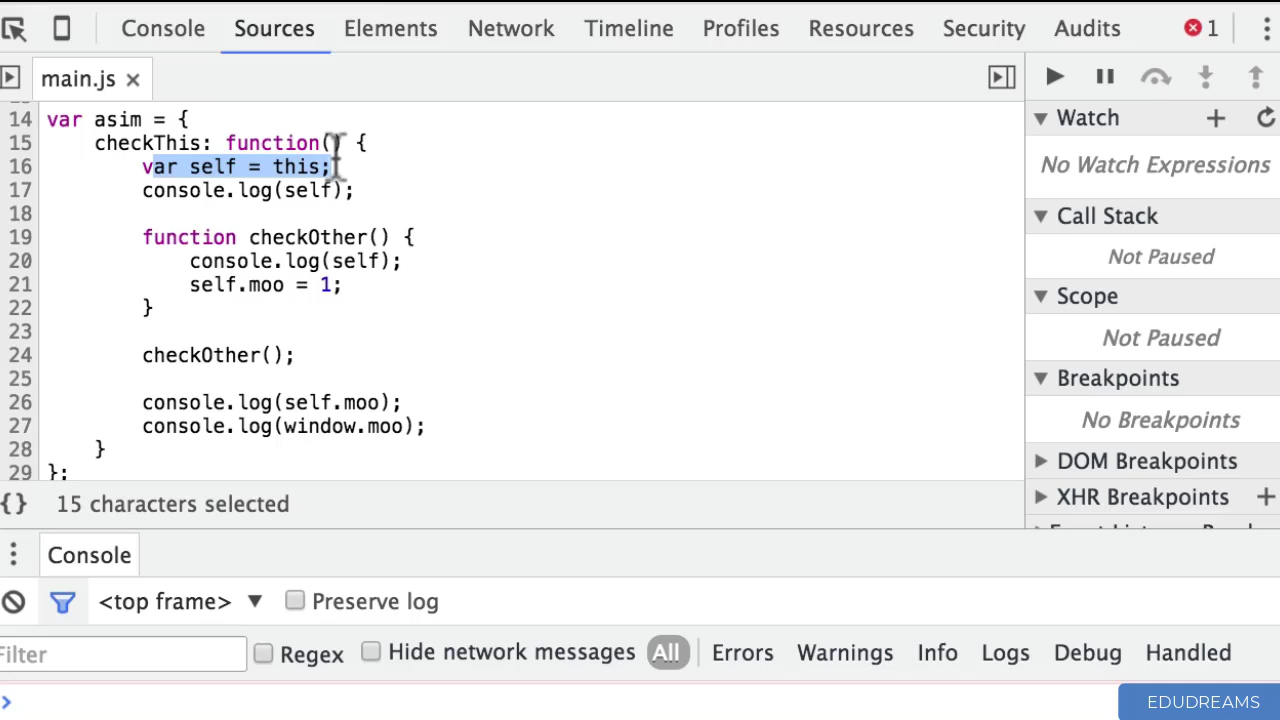 Console Sources Elements Network Timeline Profiles Resources Security Audits 1
main.js
14 var asim = {
15 checkThis: function() {
16 var self = this;
17 console.log(self);
18
19 function checkOther() {
20 console.log(self);
21 self.moo = 1;
22 }
23
24 checkOther();
25
26 console.log(self.moo);
27 console.log(window.moo);
28 }
29 };
{} 15 characters selected
Watch
No Watch Expressions
Call Stack
Not Paused
Scope
Not Paused
Breakpoints
No Breakpoints
DOM Breakpoints
XHR Breakpoints
Console
<top frame> Preserve log
Filter Regex Hide network messages All Errors Warnings Info Logs Debug Handled
>
EDUDREAMS